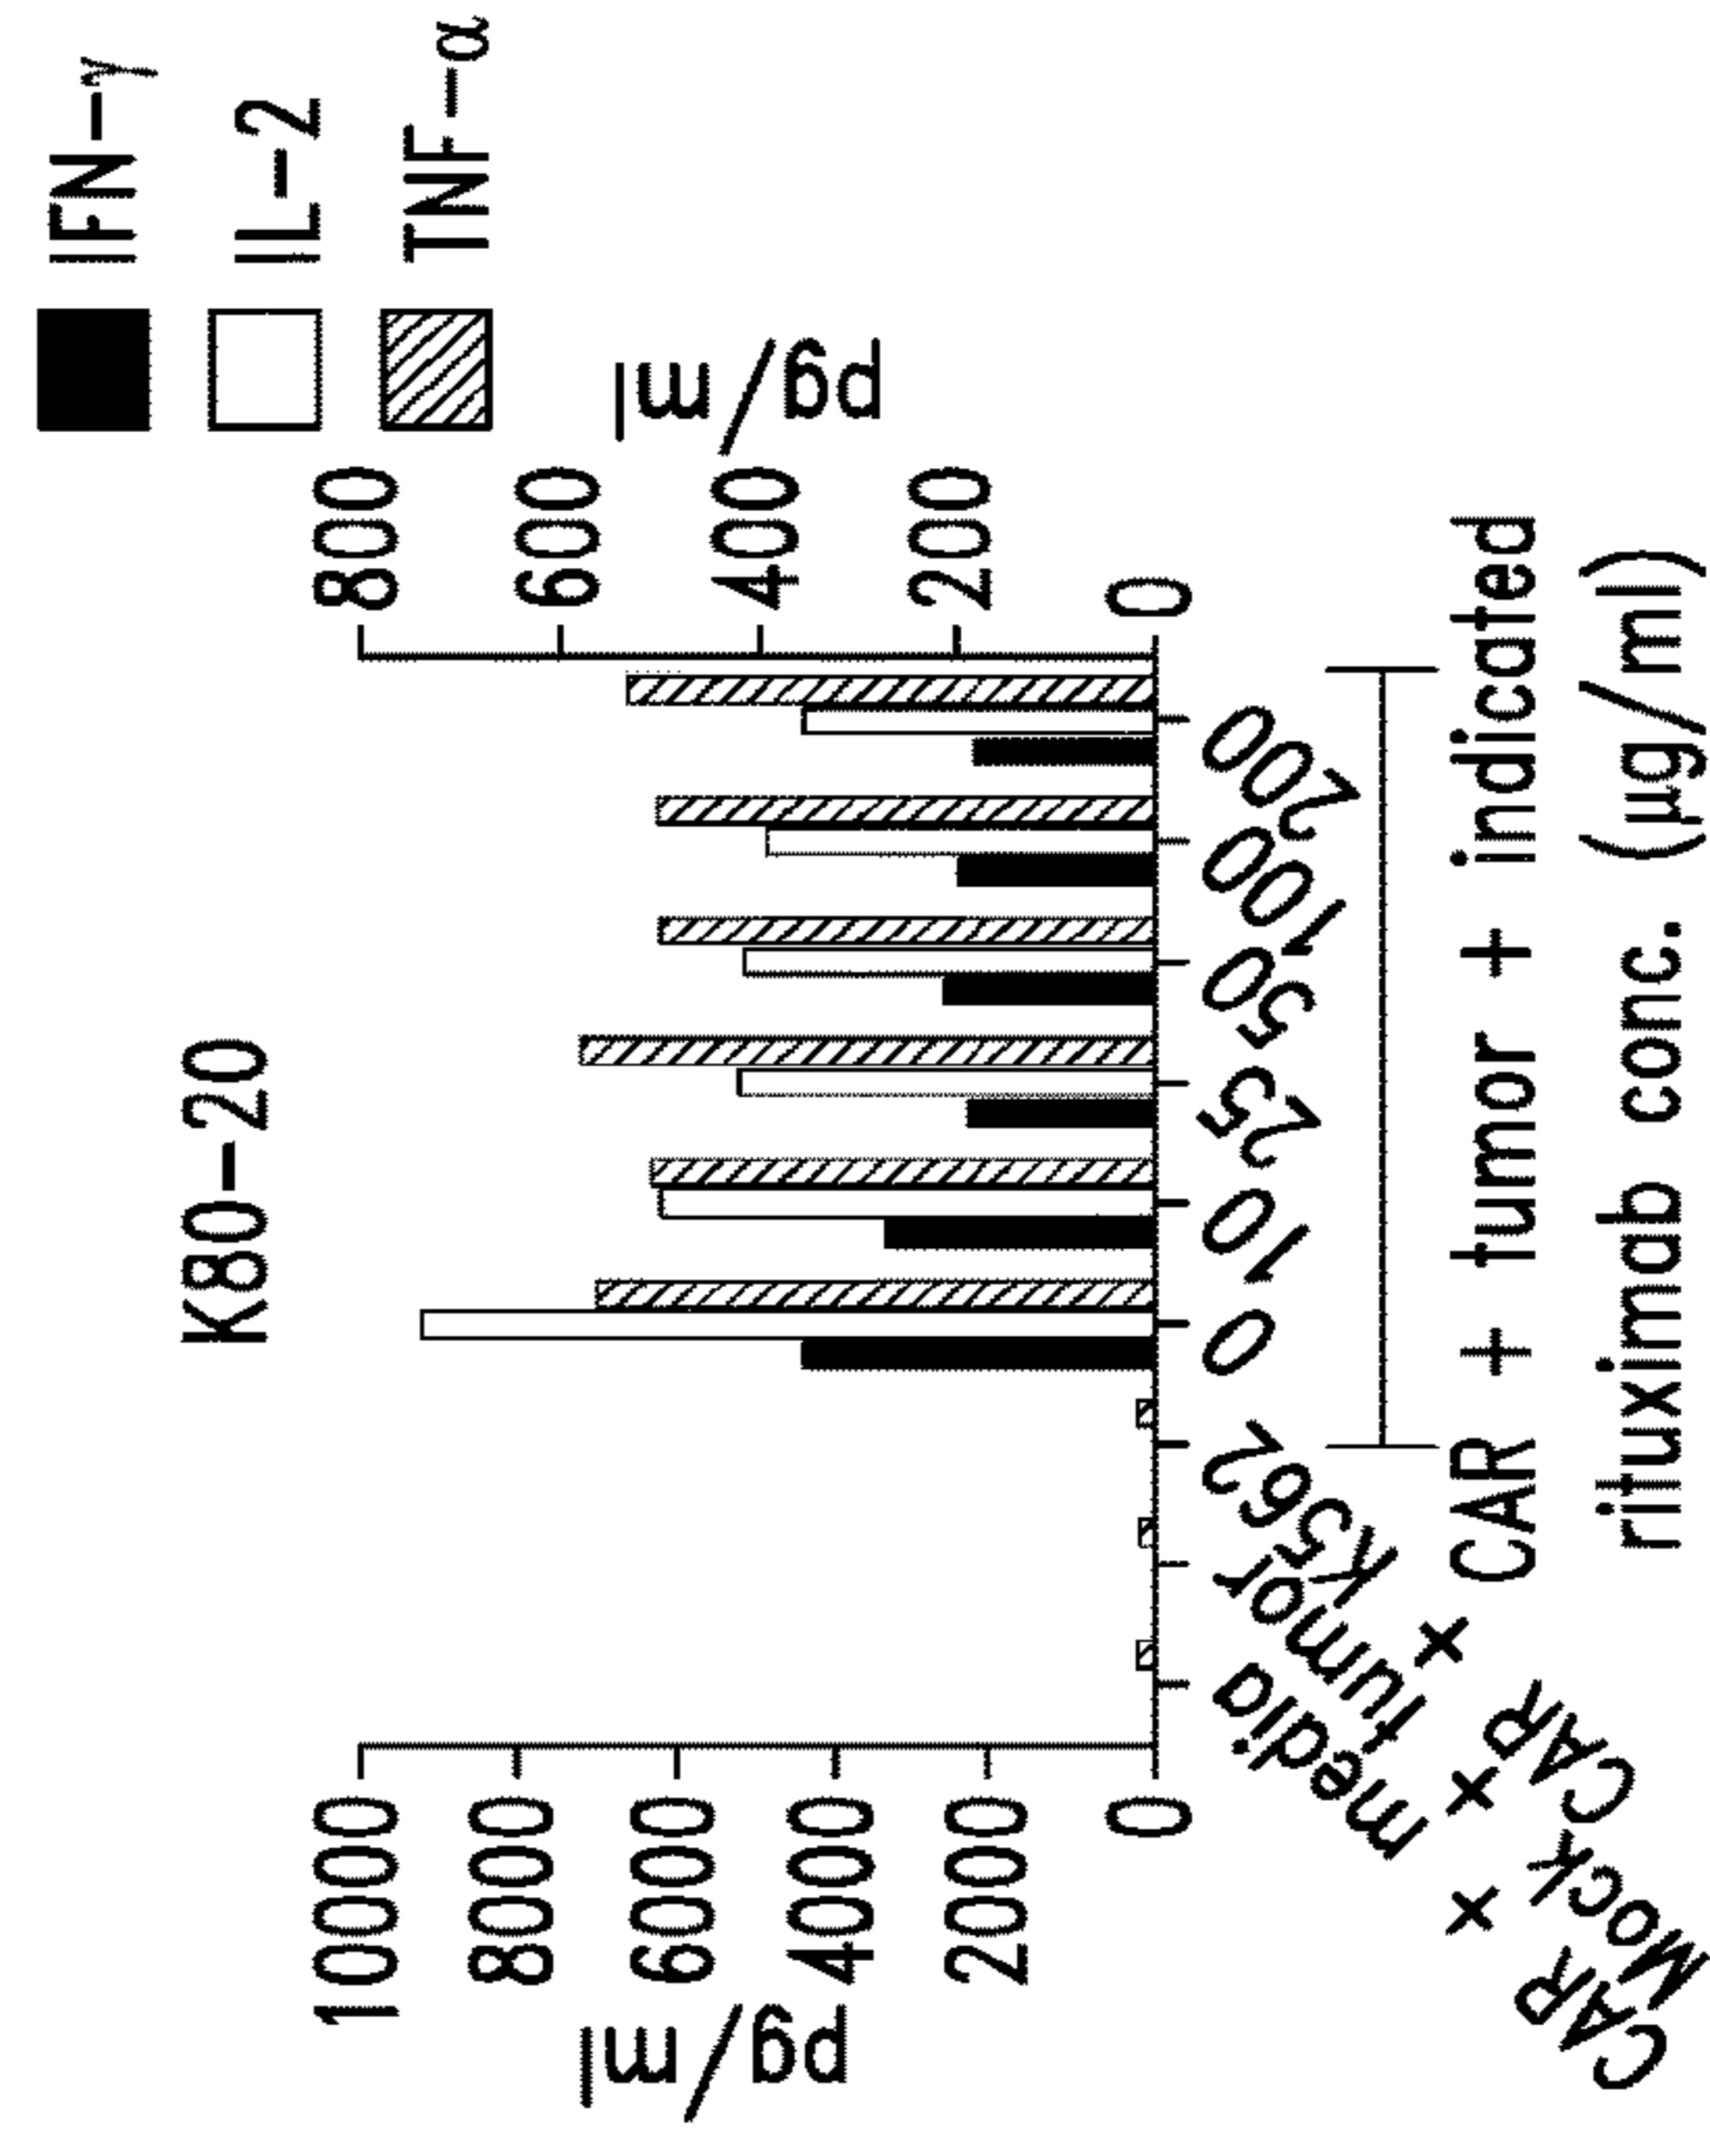 K80-20
IFN-γ
IL-2
TNF-α
pg/ml
10000
8000
6000
4000
2000
0
pg/ml
800
600
400
200
0
CAR + media
Mock + tumor
CAR + K562
0
10
25
50
100
200
CAR + tumor + indicated
rituximab conc. (µg/ml)